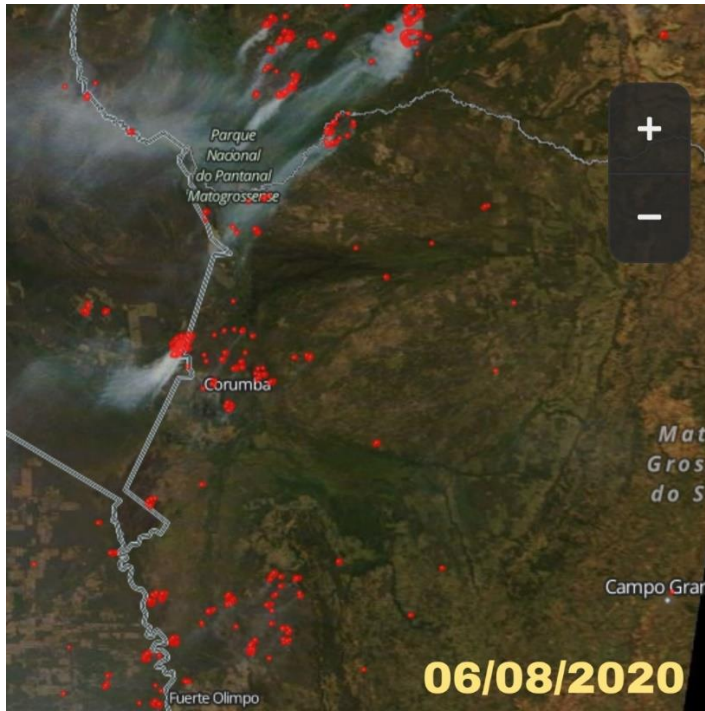 +
Parque
Nacional
do Pantanal
Matogrossense
−
Corumba
Mat
Gros
do S
Campo Gran
06/08/2020
Fuerte Olimpo